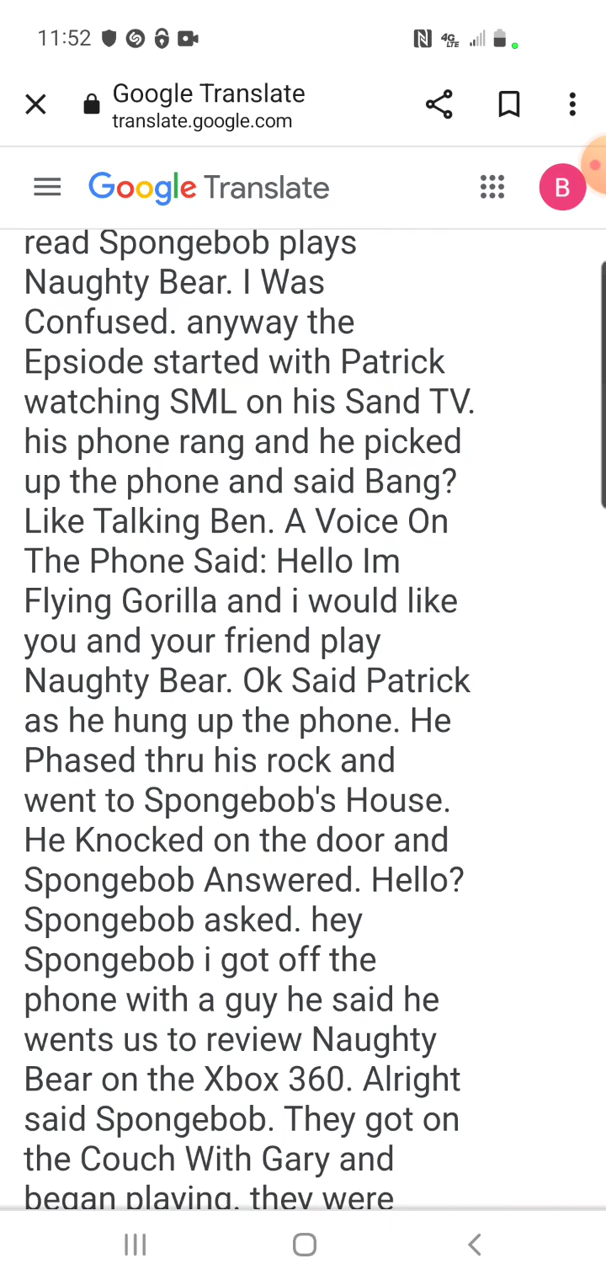 11:52
4G LTE
Google Translate
translate.google.com
Google Translate
B
read Spongebob plays
Naughty Bear. I Was
Confused. anyway the
Epsiode started with Patrick
watching SML on his Sand TV.
his phone rang and he picked
up the phone and said Bang?
Like Talking Ben. A Voice On
The Phone Said: Hello Im
Flying Gorilla and i would like
you and your friend play
Naughty Bear. Ok Said Patrick
as he hung up the phone. He
Phased thru his rock and
went to Spongebob's House.
He Knocked on the door and
Spongebob Answered. Hello?
Spongebob asked. hey
Spongebob i got off the
phone with a guy he said he
wents us to review Naughty
Bear on the Xbox 360. Alright
said Spongebob. They got on
the Couch With Gary and
began playing. they were